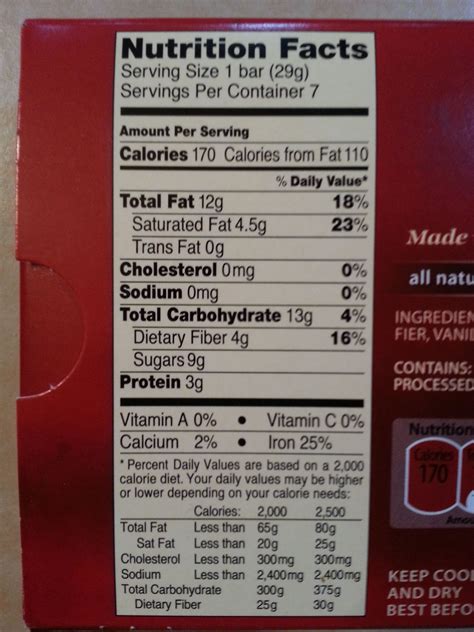 Nutrition Facts
Serving Size 1 bar (29g)
Servings Per Container 7
Amount Per Serving
Calories 170 Calories from Fat 110
% Daily Value*
Total Fat 12g 18%
Saturated Fat 4.5g 23%
Trans Fat 0g
Cholesterol 0mg 0%
Sodium 0mg 0%
Total Carbohydrate 13g 4%
Dietary Fiber 4g 16%
Sugars 9g
Protein 3g
Vitamin A 0% • Vitamin C 0%
Calcium 2% • Iron 25%
* Percent Daily Values are based on a 2,000
calorie diet. Your daily values may be higher
or lower depending on your calorie needs:
Calories: 2,000 2,500
Total Fat Less than 65g 80g
Sat Fat Less than 20g 25g
Cholesterol Less than 300mg 300mg
Sodium Less than 2,400mg 2,400mg
Total Carbohydrate 300g 375g
Dietary Fiber 25g 30g
Made
all natu
INGREDIEN
FIER, VANIL
CONTAINS:
PROCESSED
Nutrition
Calories
170
Amou
KEEP COOL
AND DRY
BEST BEFO